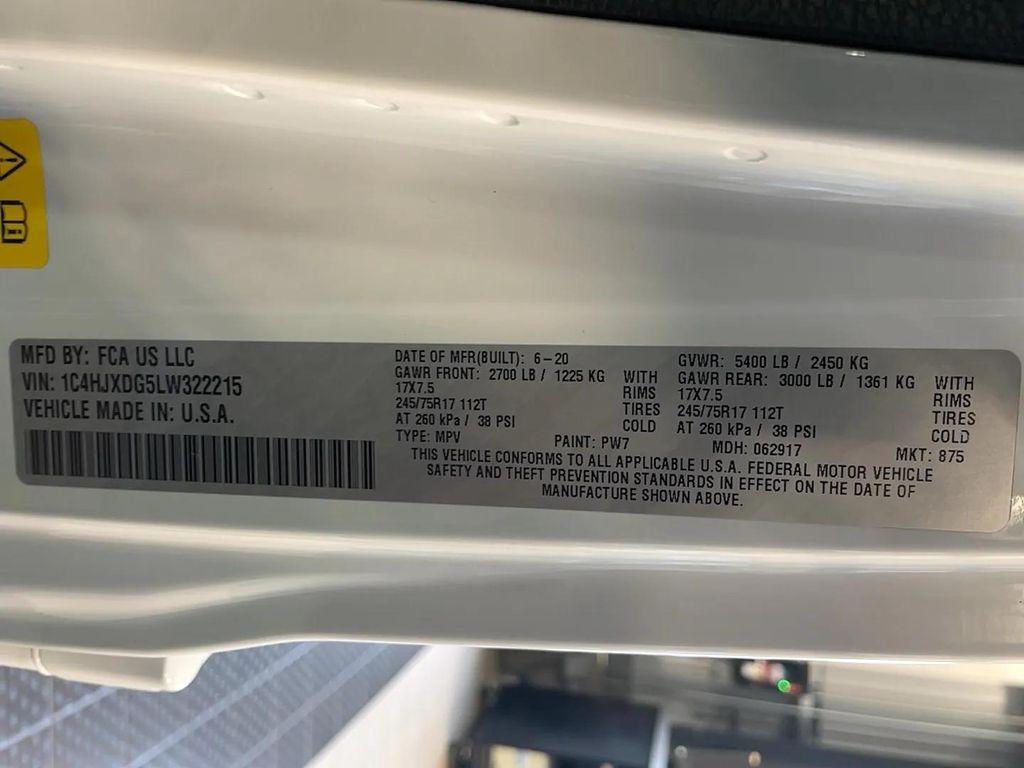 MFD BY: FCA US LLC
VIN: 1C4HJXDG5LW322215
VEHICLE MADE IN: U.S.A.
DATE OF MFR(BUILT): 6-20
GAWR FRONT: 2700 LB / 1225 KG WITH
17X7.5 RIMS
245/75R17 112T TIRES
AT 260 kPa / 38 PSI COLD
GVWR: 5400 LB / 2450 KG
GAWR REAR: 3000 LB / 1361 KG WITH
17X7.5 RIMS
245/75R17 112T TIRES
AT 260 kPa / 38 PSI COLD
TYPE: MPV PAINT: PW7 MDH: 062917 MKT: 875
THIS VEHICLE CONFORMS TO ALL APPLICABLE U.S.A. FEDERAL MOTOR VEHICLE
SAFETY AND THEFT PREVENTION STANDARDS IN EFFECT ON THE DATE OF
MANUFACTURE SHOWN ABOVE.